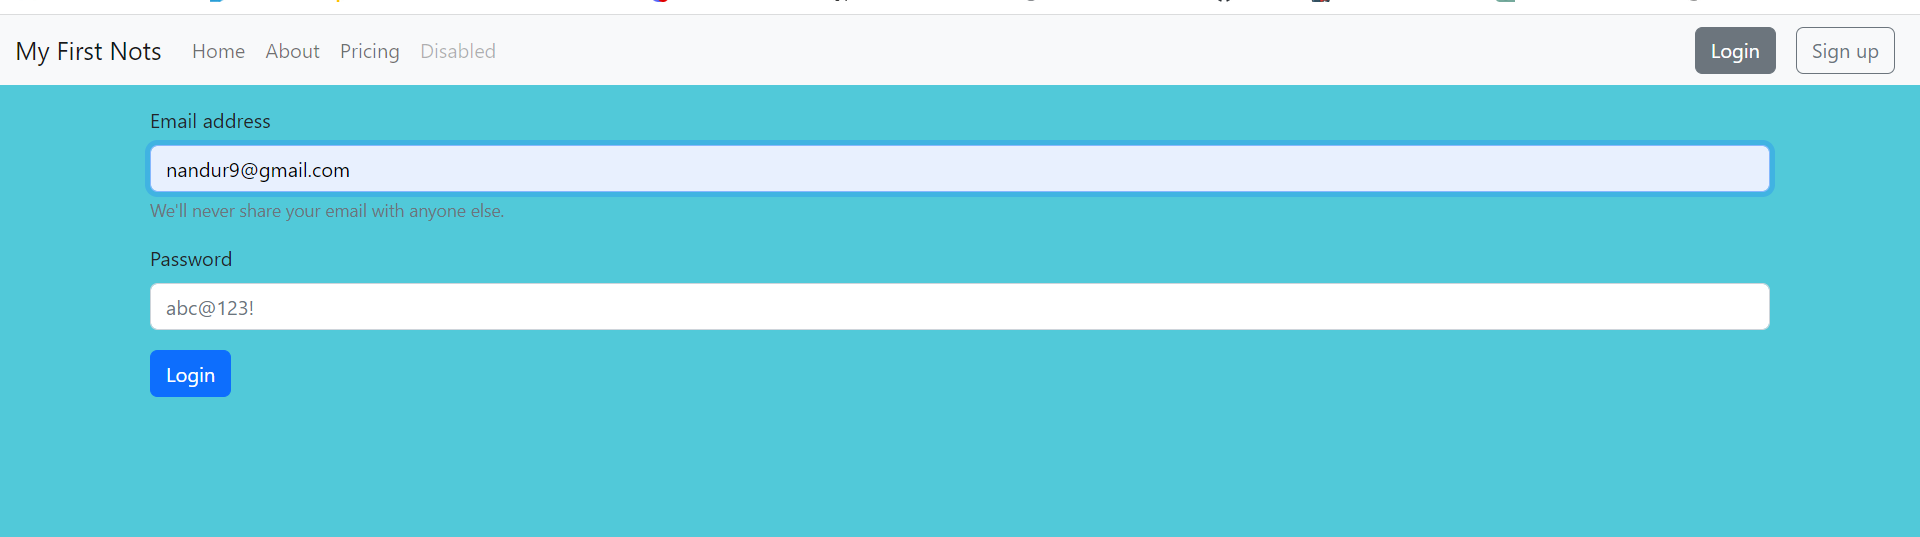 My First Nots Home About Pricing Disabled Login Sign up
Email address
nandur9@gmail.com
We'll never share your email with anyone else.
Password
abc@123!
Login